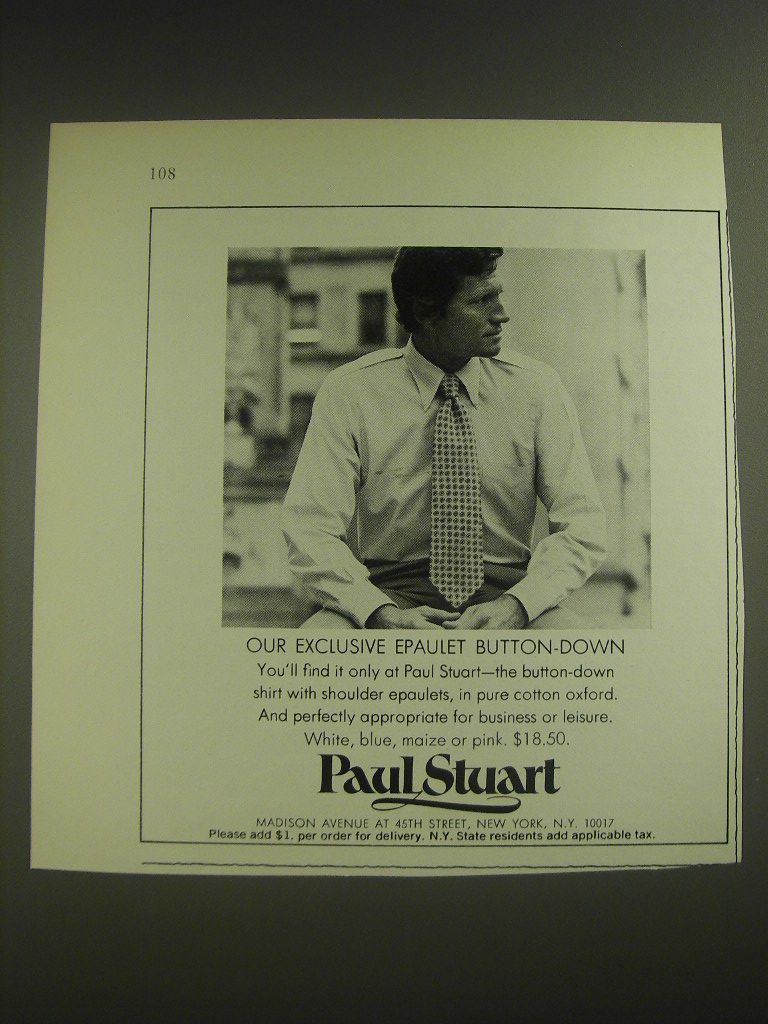 108
OUR EXCLUSIVE EPAULET BUTTON-DOWN
You'll find it only at Paul Stuart—the button-down
shirt with shoulder epaulets, in pure cotton oxford.
And perfectly appropriate for business or leisure.
White, blue, maize or pink. $18.50.
Paul Stuart
MADISON AVENUE AT 45TH STREET, NEW YORK, N.Y. 10017
Please add $1. per order for delivery. N.Y. State residents add applicable tax.